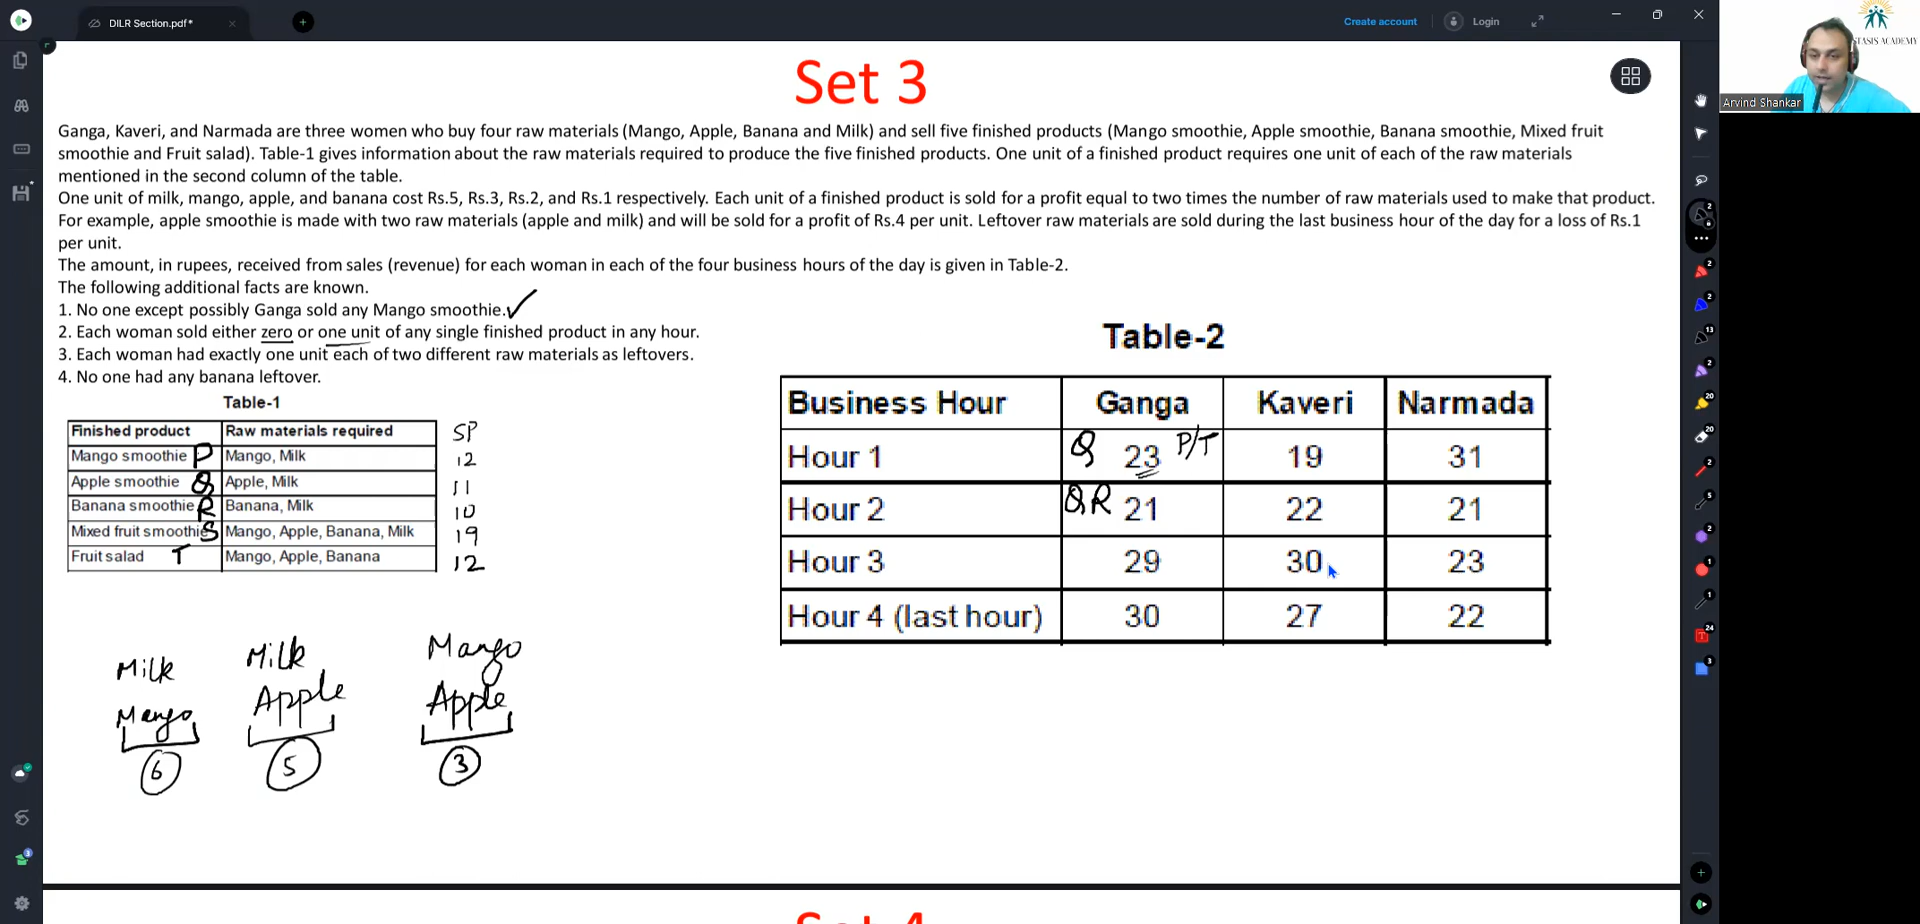 DILR Section.pdf*
Create account
Login
STASIS ACADEMY
Arvind Shankar
Set 3
Ganga, Kaveri, and Narmada are three women who buy four raw materials (Mango, Apple, Banana and Milk) and sell five finished products (Mango smoothie, Apple smoothie, Banana smoothie, Mixed fruit
smoothie and Fruit salad). Table-1 gives information about the raw materials required to produce the five finished products. One unit of a finished product requires one unit of each of the raw materials
mentioned in the second column of the table.
One unit of milk, mango, apple, and banana cost Rs.5, Rs.3, Rs.2, and Rs.1 respectively. Each unit of a finished product is sold for a profit equal to two times the number of raw materials used to make that product.
For example, apple smoothie is made with two raw materials (apple and milk) and will be sold for a profit of Rs.4 per unit. Leftover raw materials are sold during the last business hour of the day for a loss of Rs.1
per unit.
The amount, in rupees, received from sales (revenue) for each woman in each of the four business hours of the day is given in Table-2.
The following additional facts are known.
1. No one except possibly Ganga sold any Mango smoothie.
2. Each woman sold either zero or one unit of any single finished product in any hour.
3. Each woman had exactly one unit each of two different raw materials as leftovers.
4. No one had any banana leftover.
Table-1
Finished product Raw materials required SP
Mango smoothie P Mango, Milk 12
Apple smoothie Q Apple, Milk 11
Banana smoothie R Banana, Milk 10
Mixed fruit smoothie S Mango, Apple, Banana, Milk 19
Fruit salad T Mango, Apple, Banana 12
Table-2
Business Hour Ganga Kaveri Narmada
Hour 1 Q 23 P/T 19 31
Hour 2 QR 21 22 21
Hour 3 29 30 23
Hour 4 (last hour) 30 27 22
Milk Milk Mango
Mango Apple Apple
6 5 3